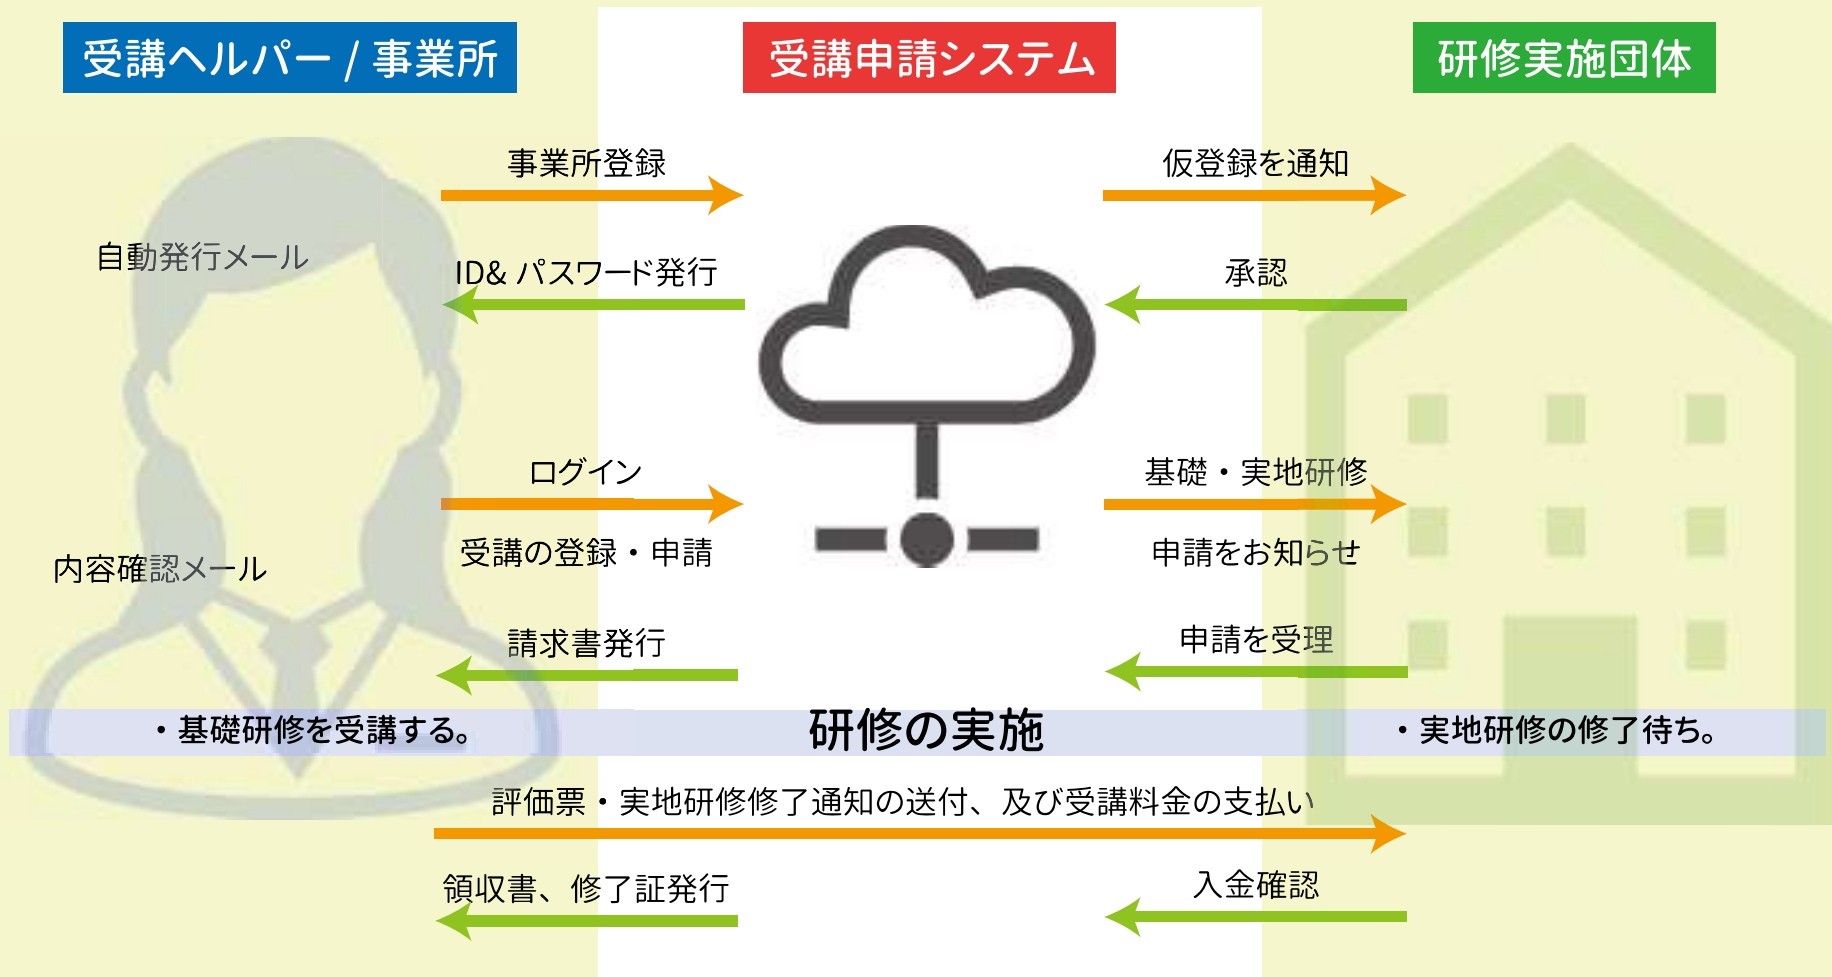 受講ヘルパー / 事業所
受講申請システム
研修実施団体
事業所登録
仮登録を通知
自動発行メール
ID& パスワード発行
承認
ログイン
基礎・実地研修
受講の登録・申請
申請をお知らせ
内容確認メール
請求書発行
申請を受理
・基礎研修を受講する。
研修の実施
・実地研修の修了待ち。
評価票・実地研修修了通知の送付、及び受講料金の支払い
領収書、修了証発行
入金確認